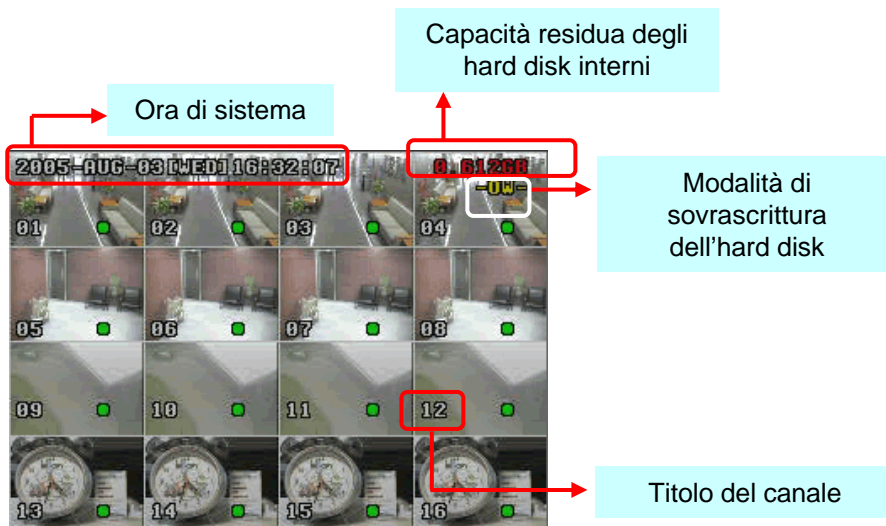 Capacità residua degli
hard disk interni
Ora di sistema
2005-AUG-03[WED]16:32:07
0.612GB
-OW-
Modalità di
sovrascrittura
dell'hard disk
01 02 03 04
05 06 07 08
09 10 11 12
13 14 15 16
Titolo del canale